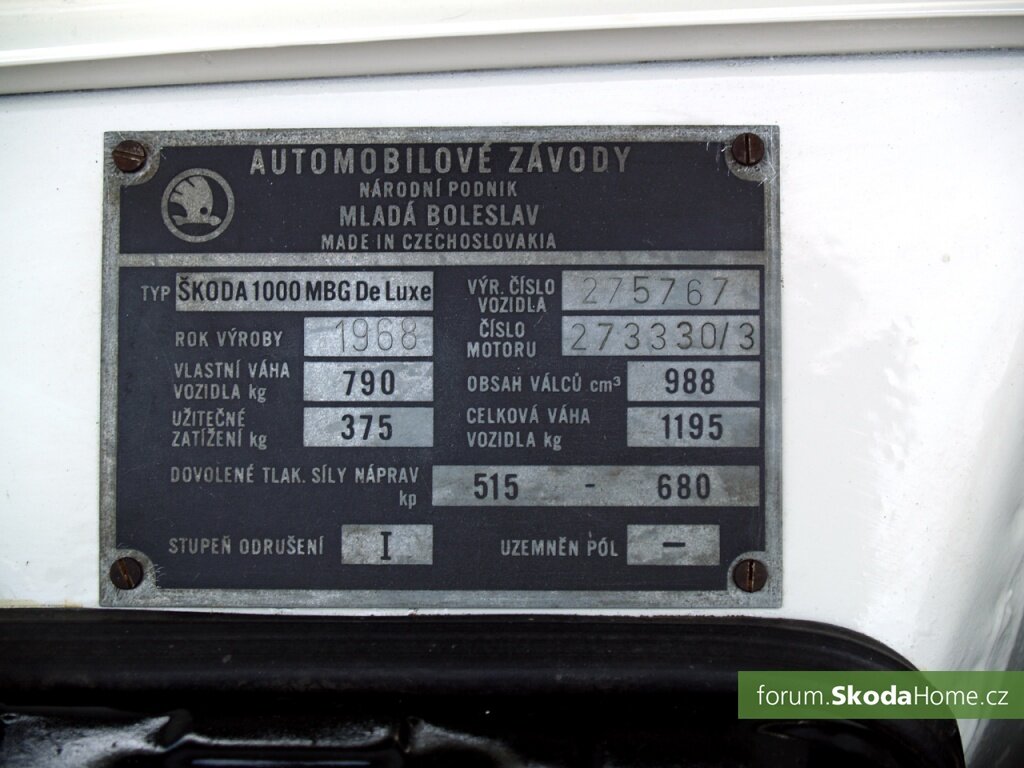 AUTOMOBILOVÉ ZÁVODY
NÁRODNÍ PODNIK
MLADÁ BOLESLAV
MADE IN CZECHOSLOVAKIA
TYP ŠKODA 1000 MBG De Luxe
VÝR. ČÍSLO
VOZIDLA 275767
ROK VÝROBY 1968
ČÍSLO
MOTORU 273330/3
VLASTNÍ VÁHA
VOZIDLA kg 790
OBSAH VÁLCŮ cm³ 988
UŽITEČNÉ
ZATÍŽENÍ kg 375
CELKOVÁ VÁHA
VOZIDLA kg 1195
DOVOLENÉ TLAK. SÍLY NÁPRAV
kp 515 - 680
STUPEŇ ODRUŠENÍ I
UZEMNĚN PÓL −
forum.SkodaHome.cz